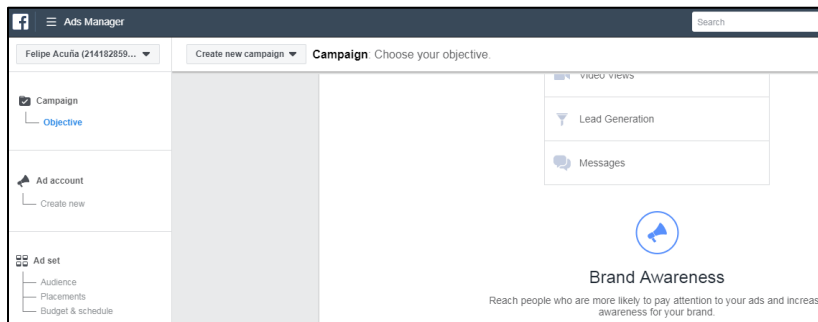 f Ads Manager
Search
Felipe Acuña (214182859...
Create new campaign
Campaign: Choose your objective.
Video Views
Campaign
Objective
Lead Generation
Messages
Ad account
Create new
Ad set
Audience
Placements
Budget & schedule
Brand Awareness
Reach people who are more likely to pay attention to your ads and increas
awareness for your brand.